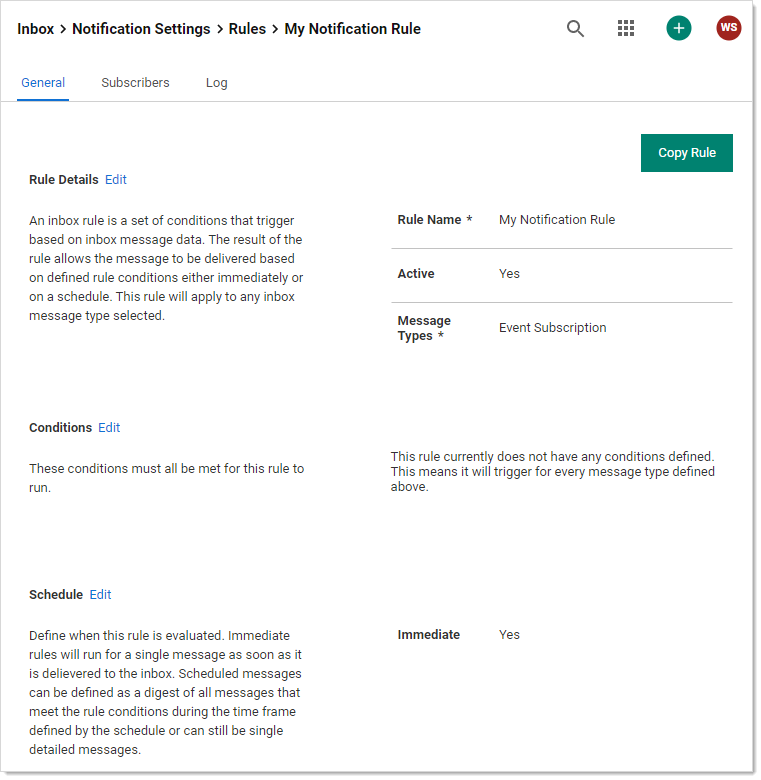 Inbox > Notification Settings > Rules > My Notification Rule
+
WS
General
Subscribers
Log
Copy Rule
Rule Details Edit
An inbox rule is a set of conditions that trigger
based on inbox message data. The result of the
rule allows the message to be delivered based
on defined rule conditions either immediately or
on a schedule. This rule will apply to any inbox
message type selected.
Rule Name * My Notification Rule
Active Yes
Message
Types *
Event Subscription
Conditions Edit
These conditions must all be met for this rule to
run.
This rule currently does not have any conditions defined.
This means it will trigger for every message type defined
above.
Schedule Edit
Define when this rule is evaluated. Immediate
rules will run for a single message as soon as it
is delievered to the inbox. Scheduled messages
can be defined as a digest of all messages that
meet the rule conditions during the time frame
defined by the schedule or can still be single
detailed messages.
Immediate Yes